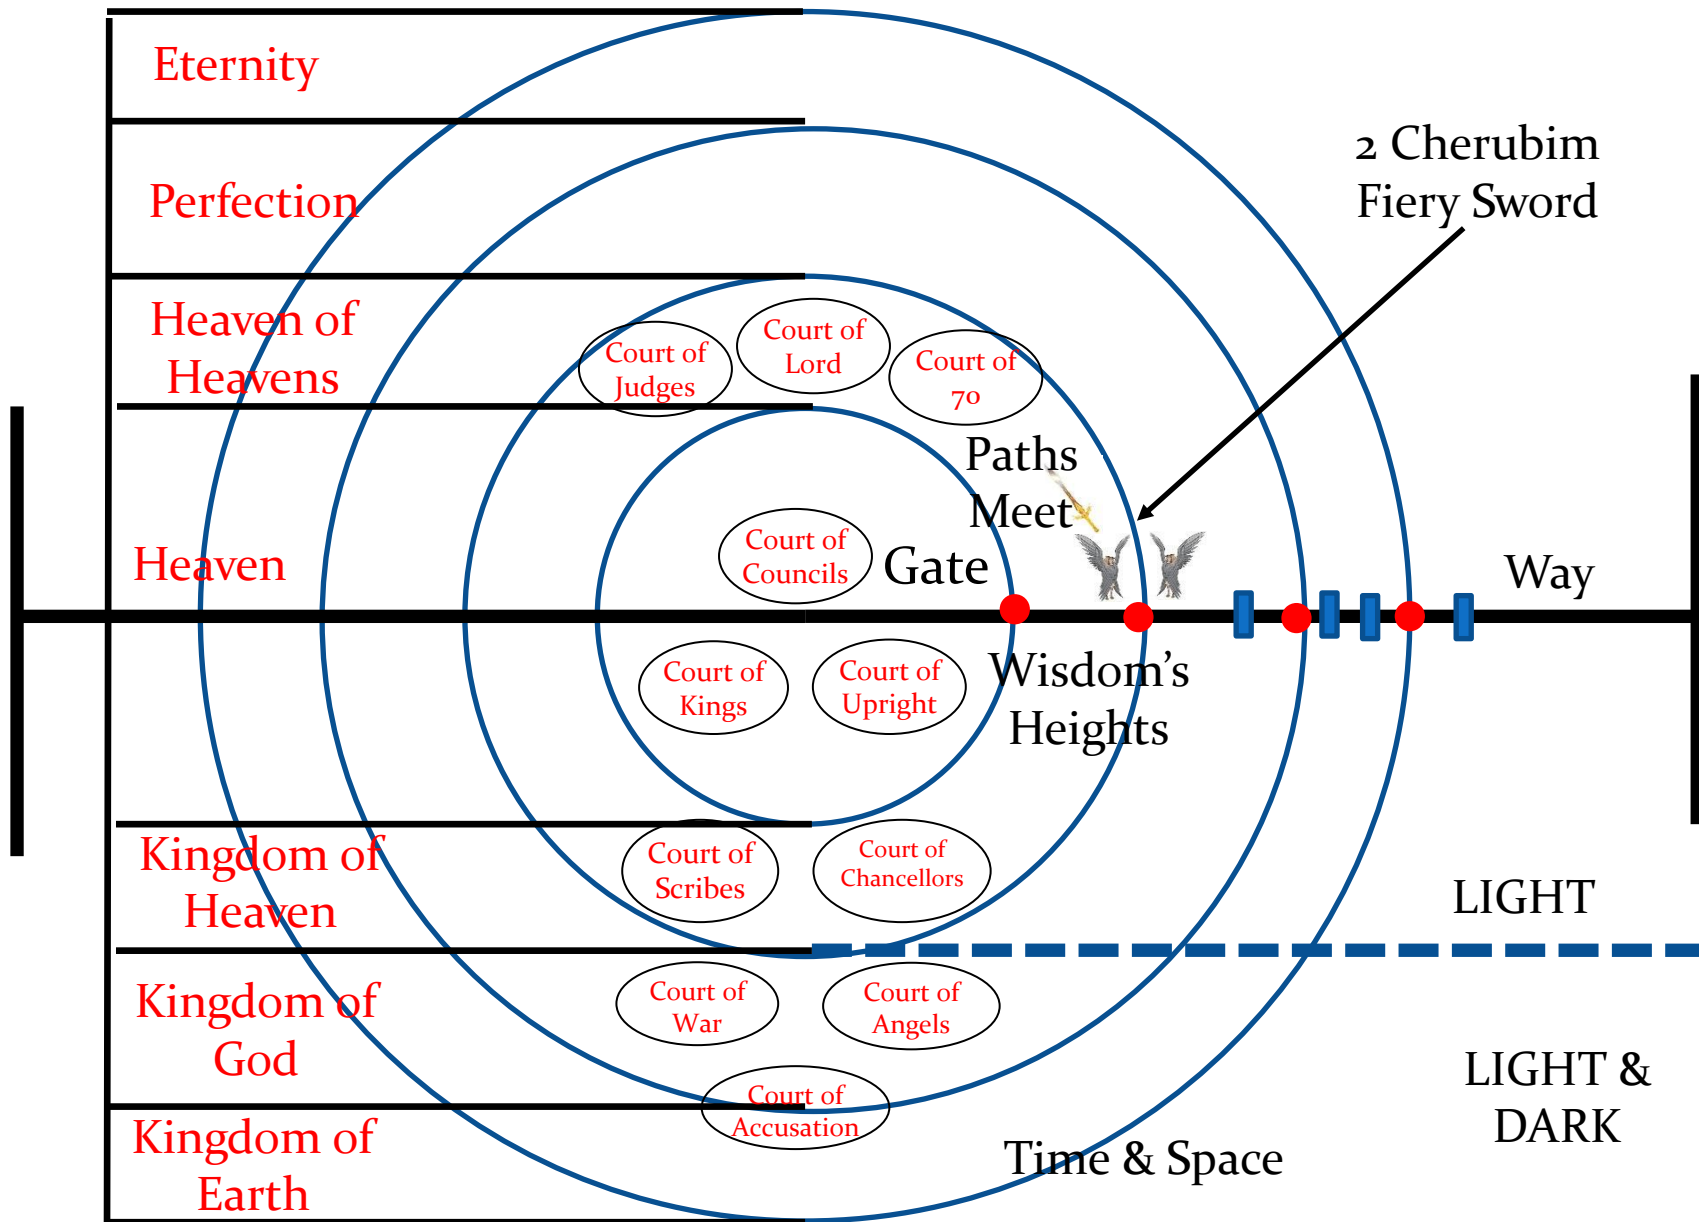 Eternity
2 Cherubim
Fiery Sword
Perfection
Heaven of
Heavens
Court of
Judges
Court of
Lord
Court of
70
Paths
Meet
Heaven
Court of
Councils
Gate
Way
Court of
Kings
Court of
Upright
Wisdom’s
Heights
Kingdom of
Heaven
Court of
Scribes
Court of
Chancellors
LIGHT
Kingdom of
God
Court of
War
Court of
Angels
LIGHT &
DARK
Court of
Accusation
Kingdom of
Earth
Time & Space